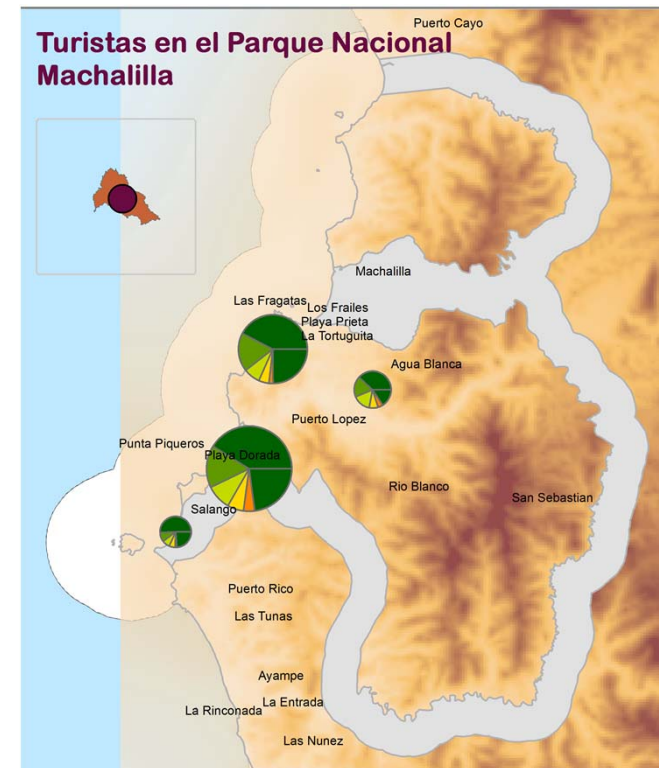 Puerto Cayo
Turistas en el Parque Nacional
Machalilla
Machalilla
Las Fragatas
Los Frailes
Playa Prieta
La Tortuguita
Agua Blanca
Puerto Lopez
Punta Piqueros
Playa Dorada
Rio Blanco
San Sebastian
Salango
Puerto Rico
Las Tunas
Ayampe
La Entrada
La Rinconada
Las Nunez